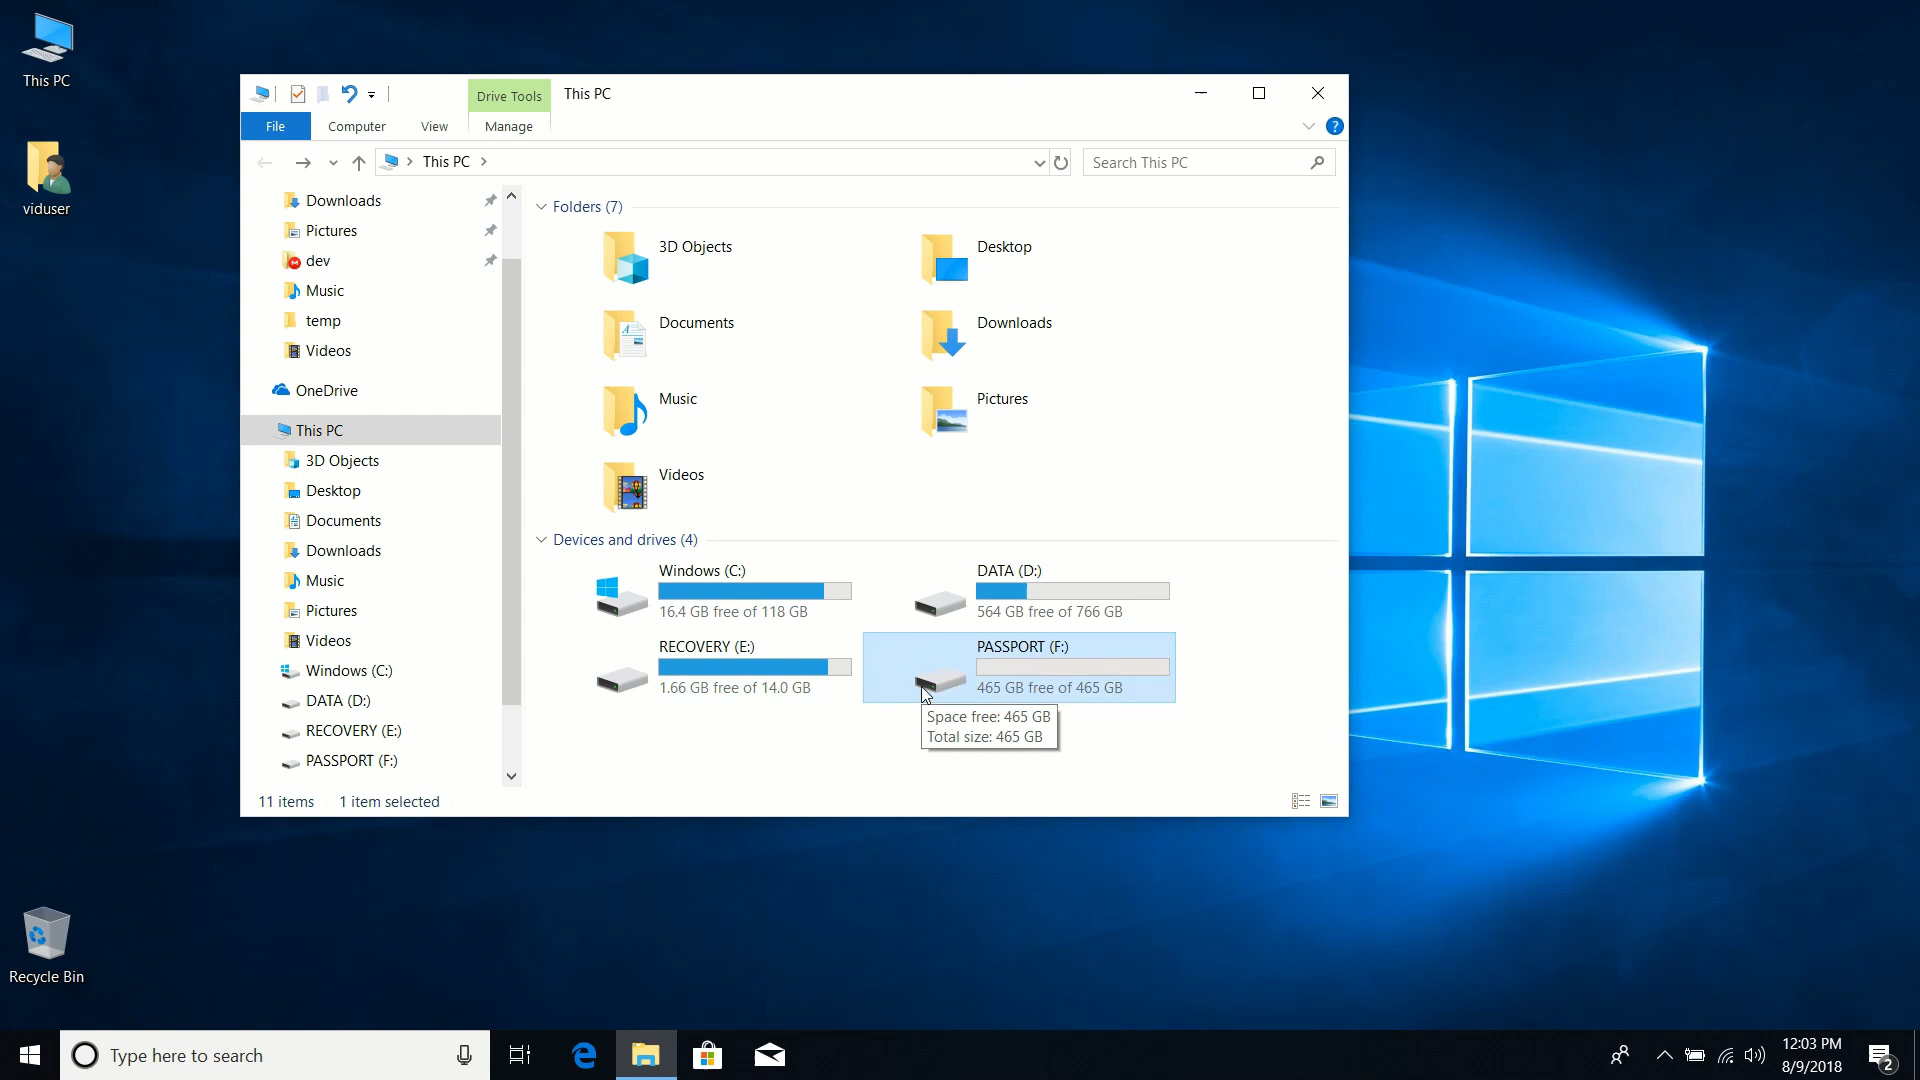 This PC
viduser
Recycle Bin
Drive Tools
This PC
File
Computer
View
Manage
?
This PC
Search This PC
Downloads
Pictures
dev
Music
temp
Videos
OneDrive
This PC
3D Objects
Desktop
Documents
Downloads
Music
Pictures
Videos
Windows (C:)
DATA (D:)
RECOVERY (E:)
PASSPORT (F:)
Folders (7)
3D Objects
Desktop
Documents
Downloads
Music
Pictures
Videos
Devices and drives (4)
Windows (C:)
16.4 GB free of 118 GB
DATA (D:)
564 GB free of 766 GB
RECOVERY (E:)
1.66 GB free of 14.0 GB
PASSPORT (F:)
465 GB free of 465 GB
Space free: 465 GB
Total size: 465 GB
11 items
1 item selected
Type here to search
12:03 PM
8/9/2018
2